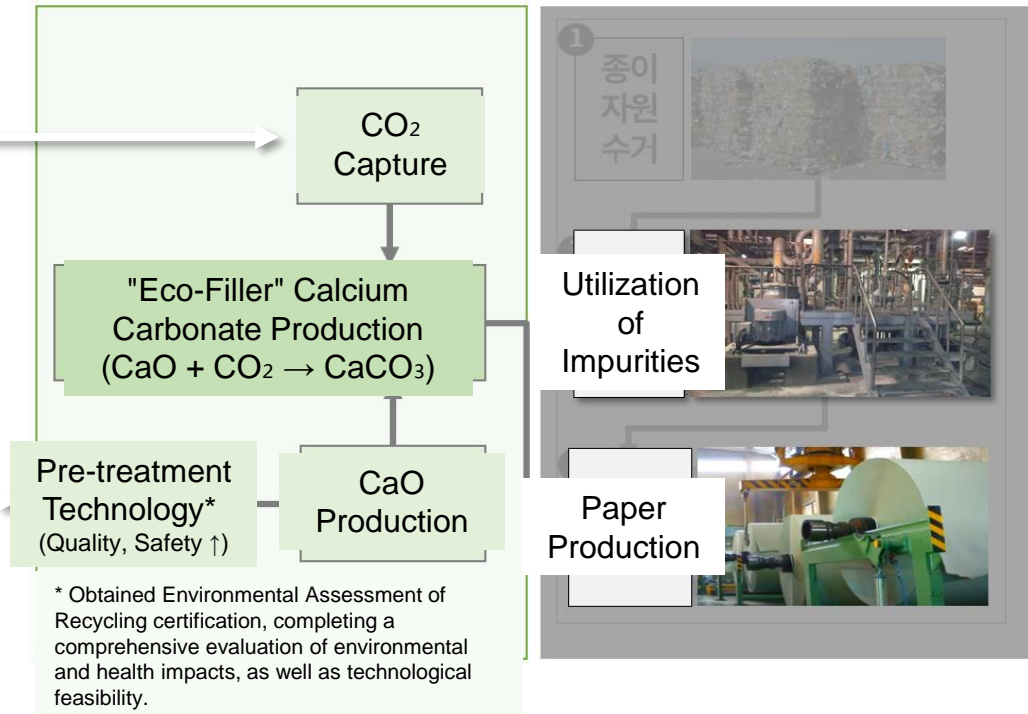 CO₂
Capture
"Eco-Filler" Calcium
Carbonate Production
(CaO + CO₂ → CaCO₃)
Pre-treatment
Technology*
(Quality, Safety ↑)
CaO
Production
* Obtained Environmental Assessment of
Recycling certification, completing a
comprehensive evaluation of environmental
and health impacts, as well as technological
feasibility.
1
종이
자원
수거
Utilization
of
Impurities
Paper
Production